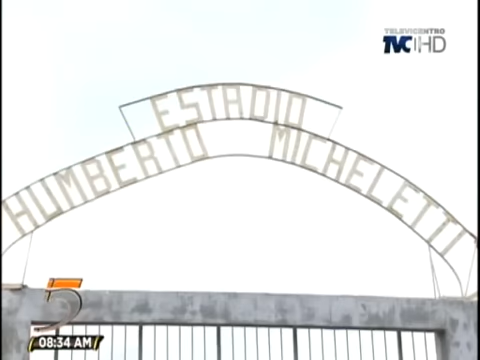 TELEVICENTRO
TVC HD
ESTADIO
HUMBERTO MICHELETTI
5
08:34 AM